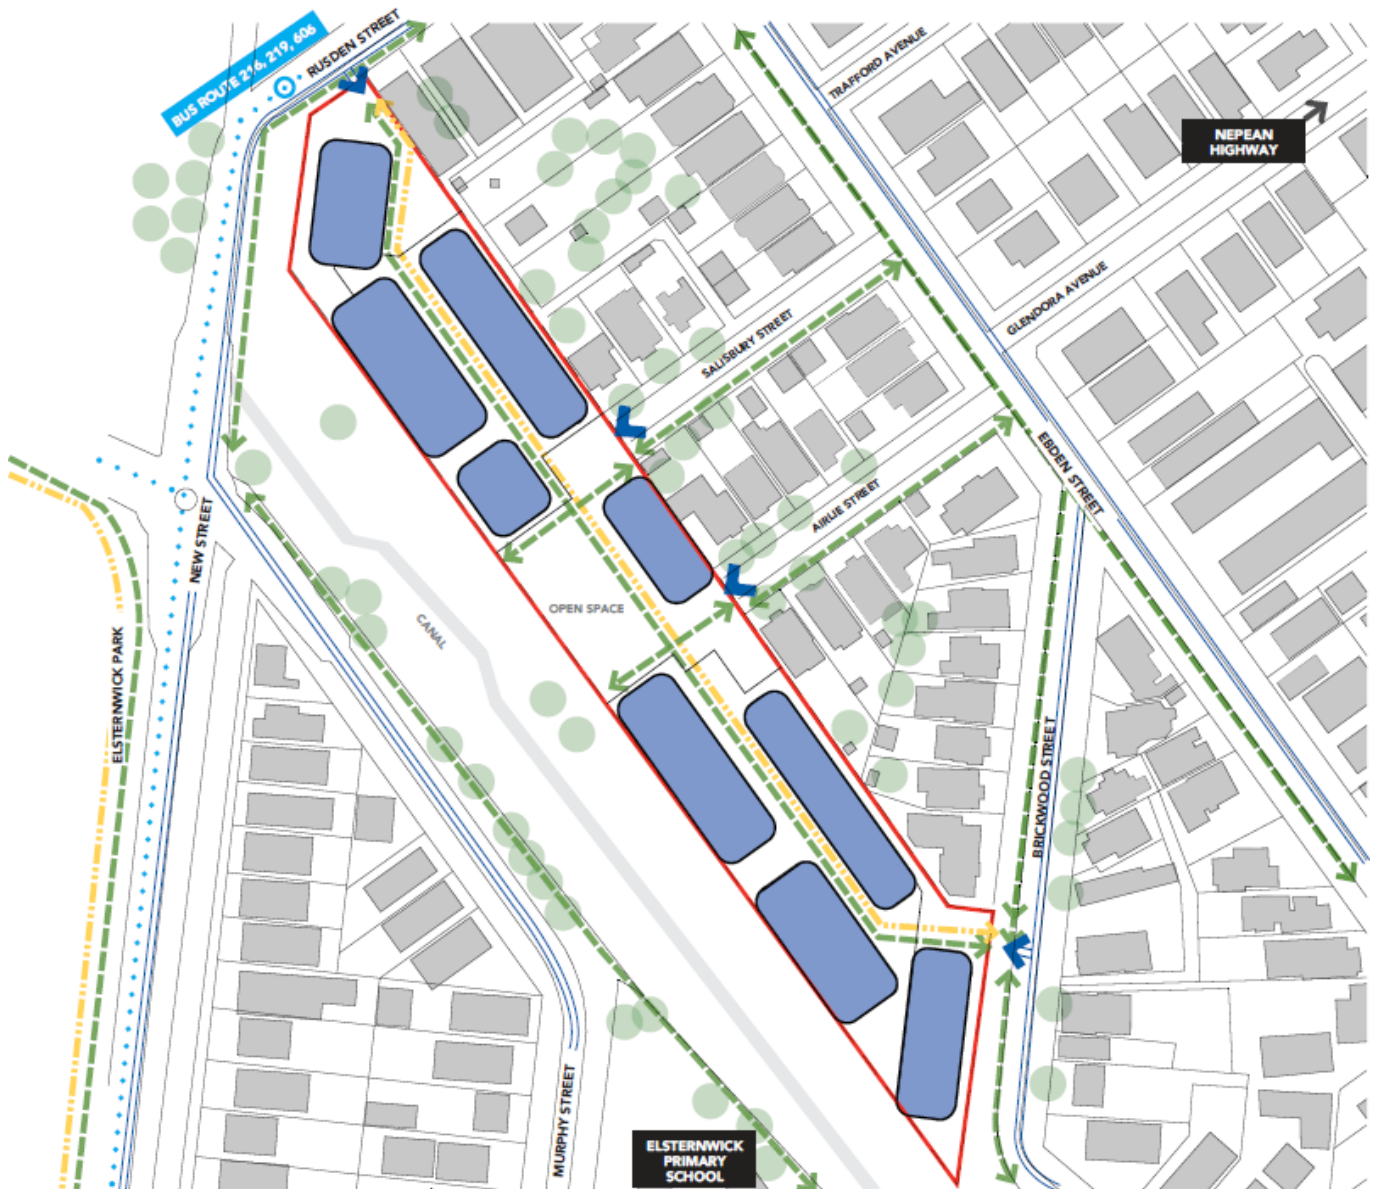 RUSDEN STREET
BUS ROUTE 216, 219, 606
TRAFFORD AVENUE
NEPEAN
HIGHWAY
GLENDORA AVENUE
SALISBURY STREET
EBDEN STREET
AIRLIE STREET
NEW STREET
OPEN SPACE
CANAL
ELSTERNWICK PARK
BRICKWOOD STREET
MURPHY STREET
ELSTERNWICK
PRIMARY
SCHOOL